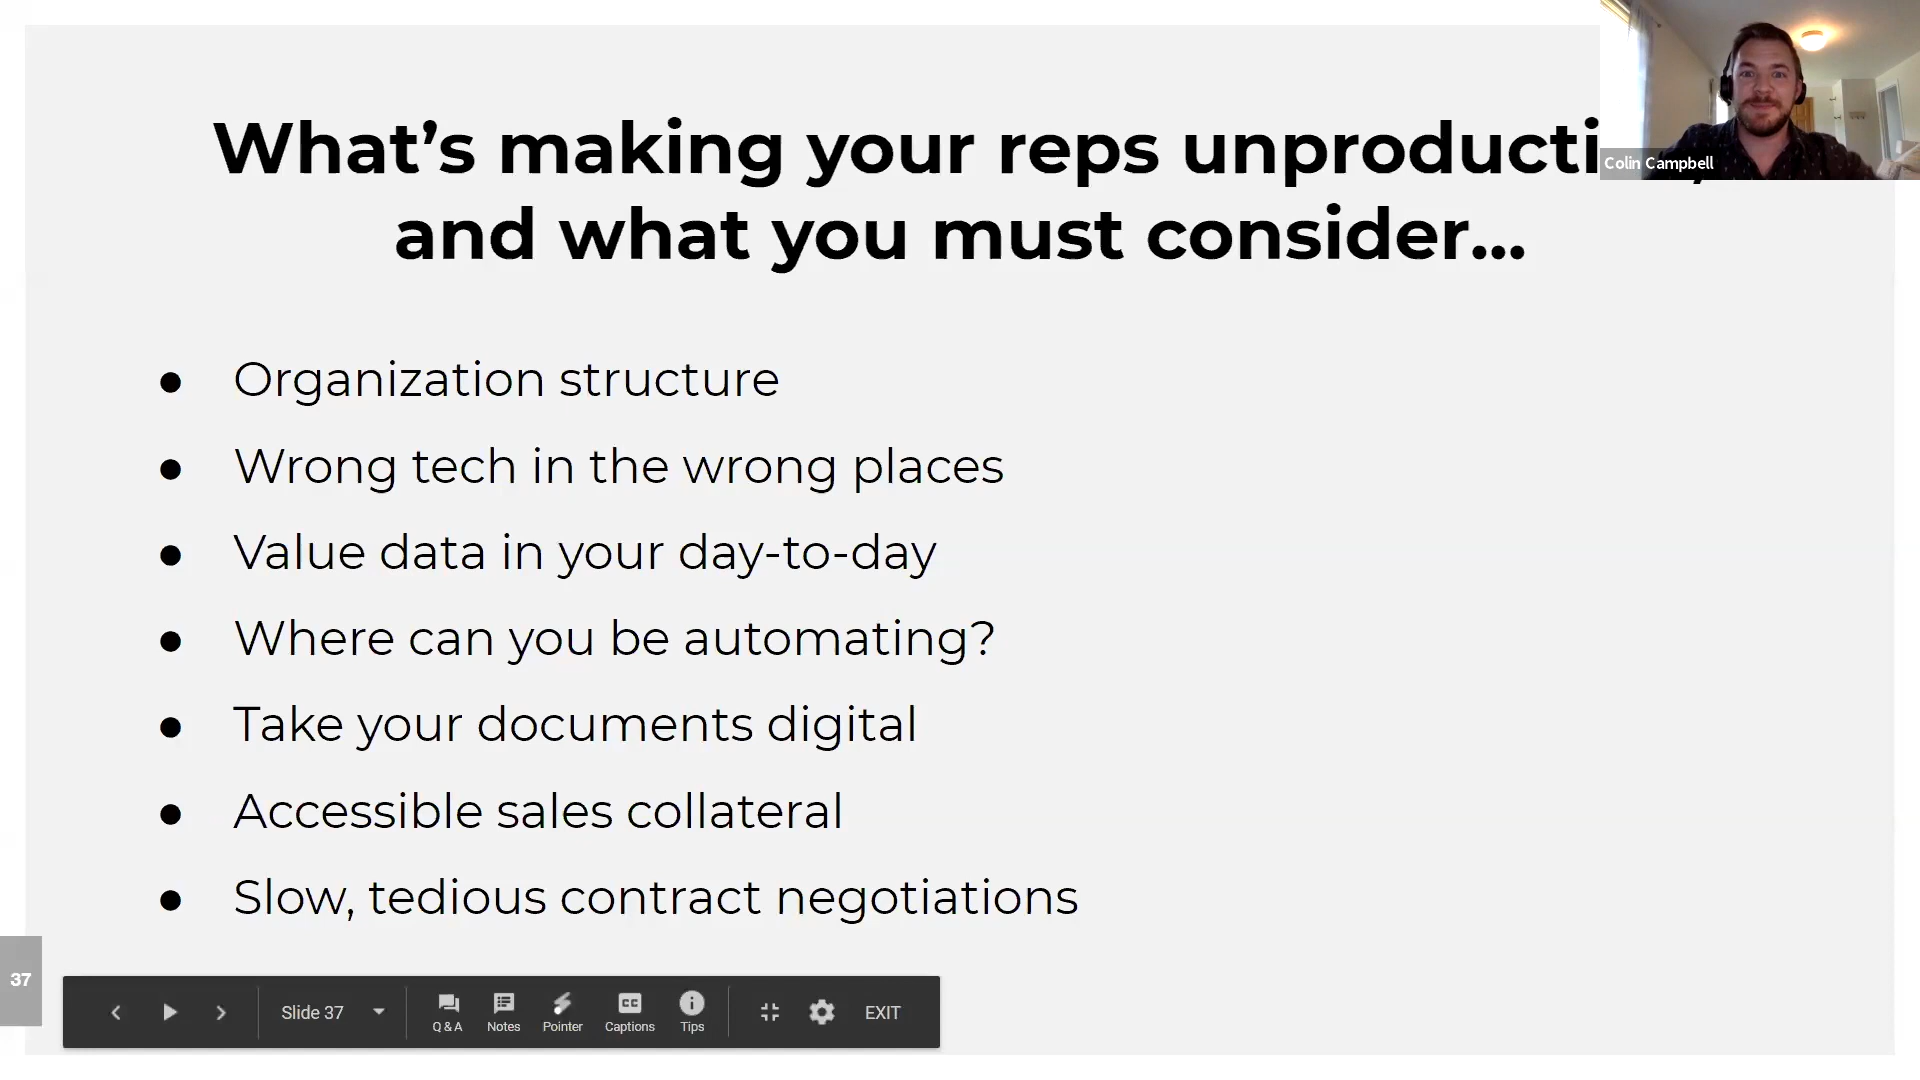 What’s making your reps unproducti
and what you must consider...
● Organization structure
● Wrong tech in the wrong places
● Value data in your day-to-day
● Where can you be automating?
● Take your documents digital
● Accessible sales collateral
● Slow, tedious contract negotiations
Colin Campbell
37
Slide 37
Q & A
Notes
Pointer
CC
Captions
Tips
EXIT